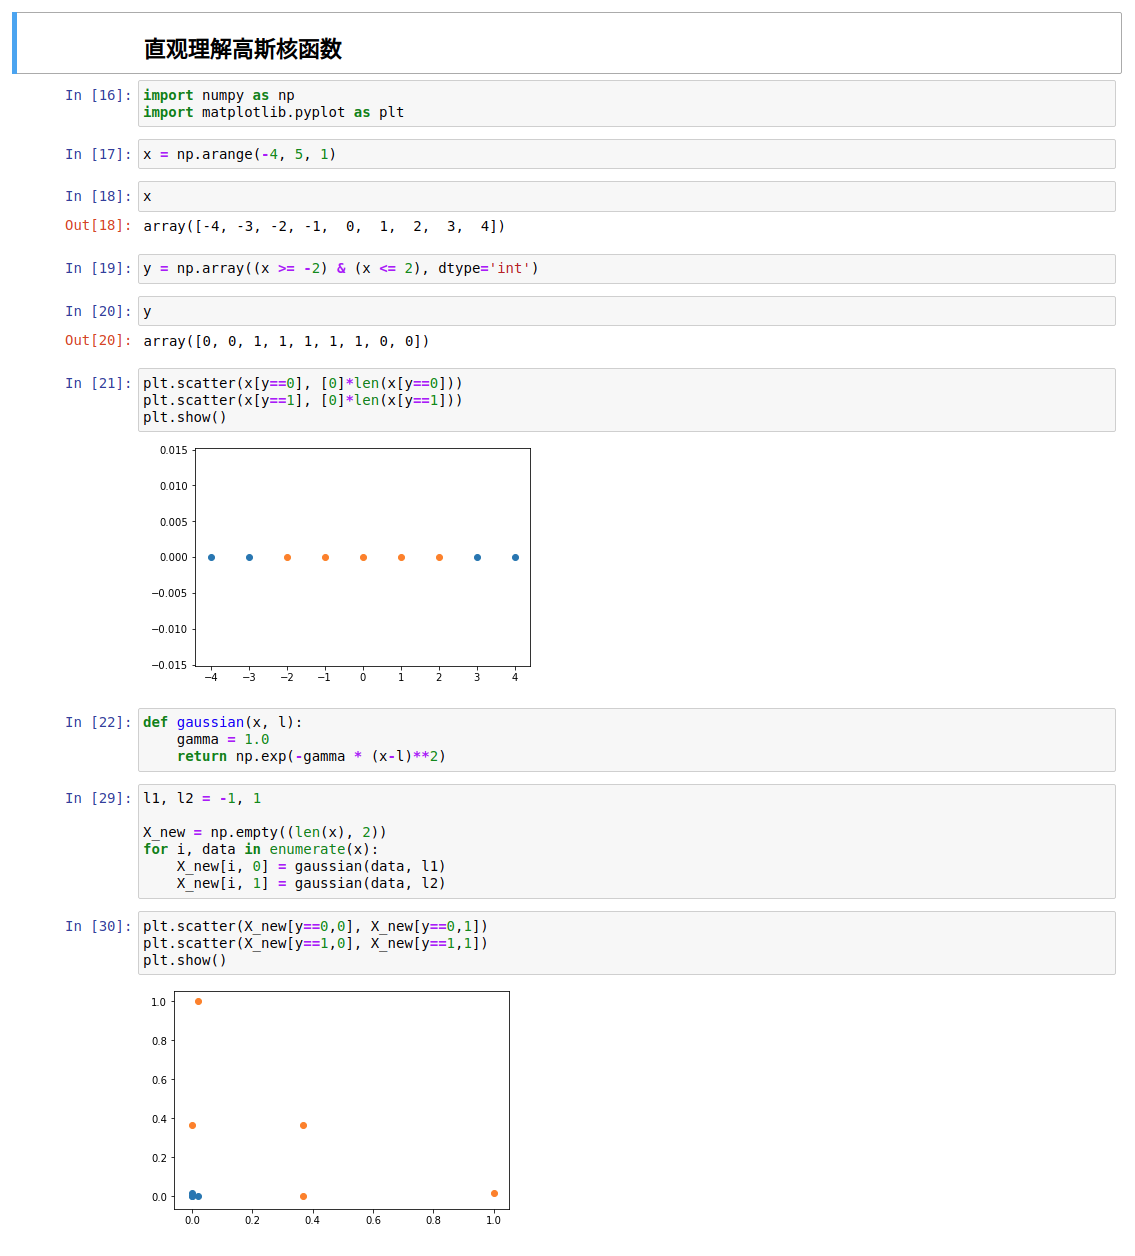 直观理解高斯核函数
In [16]: import numpy as np
import matplotlib.pyplot as plt
In [17]: x = np.arange(-4, 5, 1)
In [18]: x
Out[18]: array([-4, -3, -2, -1,  0,  1,  2,  3,  4])
In [19]: y = np.array((x >= -2) & (x <= 2), dtype='int')
In [20]: y
Out[20]: array([0, 0, 1, 1, 1, 1, 1, 0, 0])
In [21]: plt.scatter(x[y==0], [0]*len(x[y==0]))
plt.scatter(x[y==1], [0]*len(x[y==1]))
plt.show()
0.015
0.010
0.005
0.000
−0.005
−0.010
−0.015
−4 −3 −2 −1 0 1 2 3 4
In [22]: def gaussian(x, l):
    gamma = 1.0
    return np.exp(-gamma * (x-l)**2)
In [29]: l1, l2 = -1, 1
X_new = np.empty((len(x), 2))
for i, data in enumerate(x):
    X_new[i, 0] = gaussian(data, l1)
    X_new[i, 1] = gaussian(data, l2)
In [30]: plt.scatter(X_new[y==0,0], X_new[y==0,1])
plt.scatter(X_new[y==1,0], X_new[y==1,1])
plt.show()
1.0
0.8
0.6
0.4
0.2
0.0
0.0 0.2 0.4 0.6 0.8 1.0